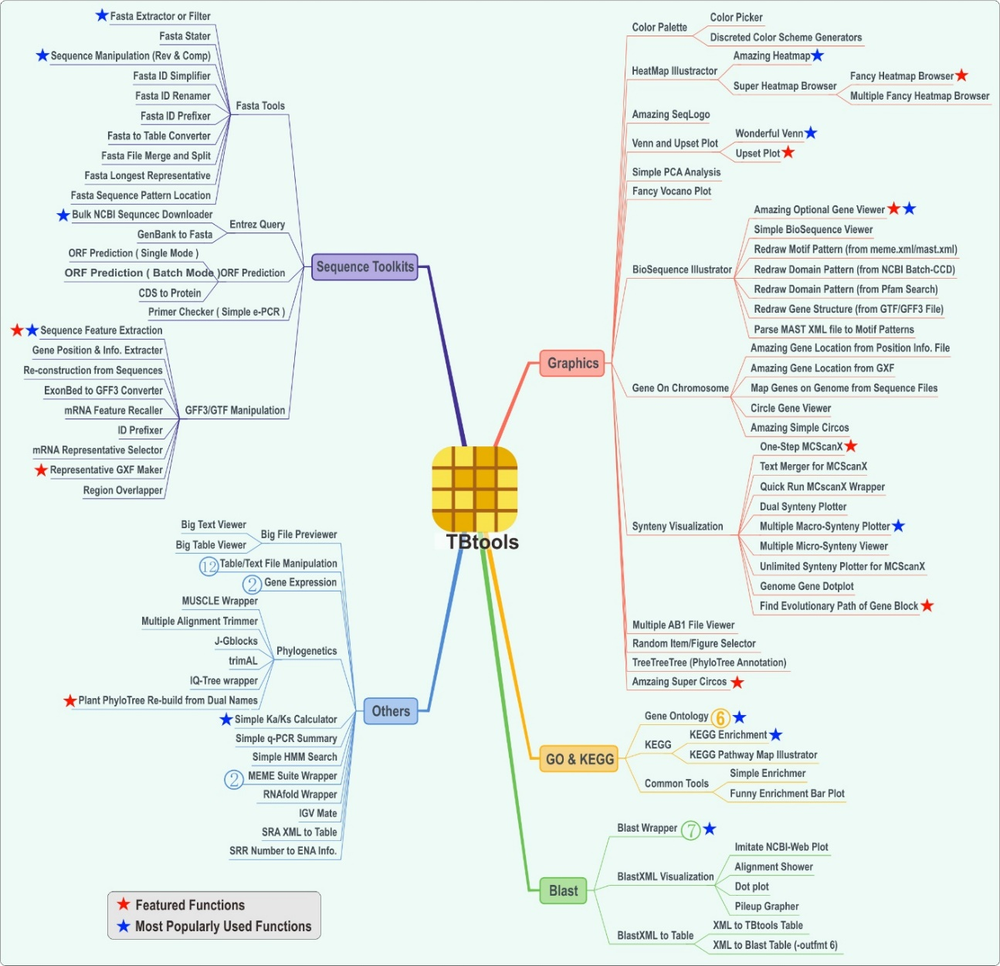 Fasta Extractor or Filter
Fasta Stater
Sequence Manipulation (Rev & Comp)
Fasta ID Simplifier
Fasta ID Renamer
Fasta ID Prefixer
Fasta to Table Converter
Fasta File Merge and Split
Fasta Longest Representative
Fasta Sequence Pattern Location
Fasta Tools
Bulk NCBI Sequncec Downloader
GenBank to Fasta
Entrez Query
ORF Prediction ( Single Mode )
ORF Prediction ( Batch Mode )
CDS to Protein
ORF Prediction
Primer Checker ( Simple e-PCR )
Sequence Feature Extraction
Gene Position & Info. Extracter
Re-construction from Sequences
ExonBed to GFF3 Converter
mRNA Feature Recaller
ID Prefixer
mRNA Representative Selector
Representative GXF Maker
Region Overlapper
GFF3/GTF Manipulation
Sequence Toolkits
Color Palette
Color Picker
Discreted Color Scheme Generators
HeatMap Illustractor
Amazing Heatmap
Super Heatmap Browser
Fancy Heatmap Browser
Multiple Fancy Heatmap Browser
Amazing SeqLogo
Venn and Upset Plot
Wonderful Venn
Upset Plot
Simple PCA Analysis
Fancy Vocano Plot
BioSequence Illustrator
Amazing Optional Gene Viewer
Simple BioSequence Viewer
Redraw Motif Pattern (from meme.xml/mast.xml)
Redraw Domain Pattern (from NCBI Batch-CCD)
Redraw Domain Pattern (from Pfam Search)
Redraw Gene Structure (from GTF/GFF3 File)
Parse MAST XML file to Motif Patterns
Graphics
Gene On Chromosome
Amazing Gene Location from Position Info. File
Amazing Gene Location from GXF
Map Genes on Genome from Sequence Files
Circle Gene Viewer
Amazing Simple Circos
Synteny Visualization
One-Step MCScanX
Text Merger for MCScanX
Quick Run MCscanX Wrapper
Dual Synteny Plotter
Multiple Macro-Synteny Plotter
Multiple Micro-Synteny Viewer
Unlimited Synteny Plotter for MCScanX
Genome Gene Dotplot
Find Evolutionary Path of Gene Block
Multiple AB1 File Viewer
Random Item/Figure Selector
TreeTreeTree (PhyloTree Annotation)
Amzaing Super Circos
TBtools
Big Text Viewer
Big Table Viewer
Big File Previewer
12 Table/Text File Manipulation
2 Gene Expression
MUSCLE Wrapper
Multiple Alignment Trimmer
J-Gblocks
trimAL
IQ-Tree wrapper
Plant PhyloTree Re-build from Dual Names
Phylogenetics
Simple Ka/Ks Calculator
Simple q-PCR Summary
Simple HMM Search
2 MEME Suite Wrapper
RNAfold Wrapper
IGV Mate
SRA XML to Table
SRR Number to ENA Info.
Others
GO & KEGG
Gene Ontology 6
KEGG
KEGG Enrichment
KEGG Pathway Map Illustrator
Common Tools
Simple Enrichmer
Funny Enrichment Bar Plot
Blast
Blast Wrapper 7
BlastXML Visualization
Imitate NCBI-Web Plot
Alignment Shower
Dot plot
Pileup Grapher
BlastXML to Table
XML to TBtools Table
XML to Blast Table (-outfmt 6)
Featured Functions
Most Popularly Used Functions